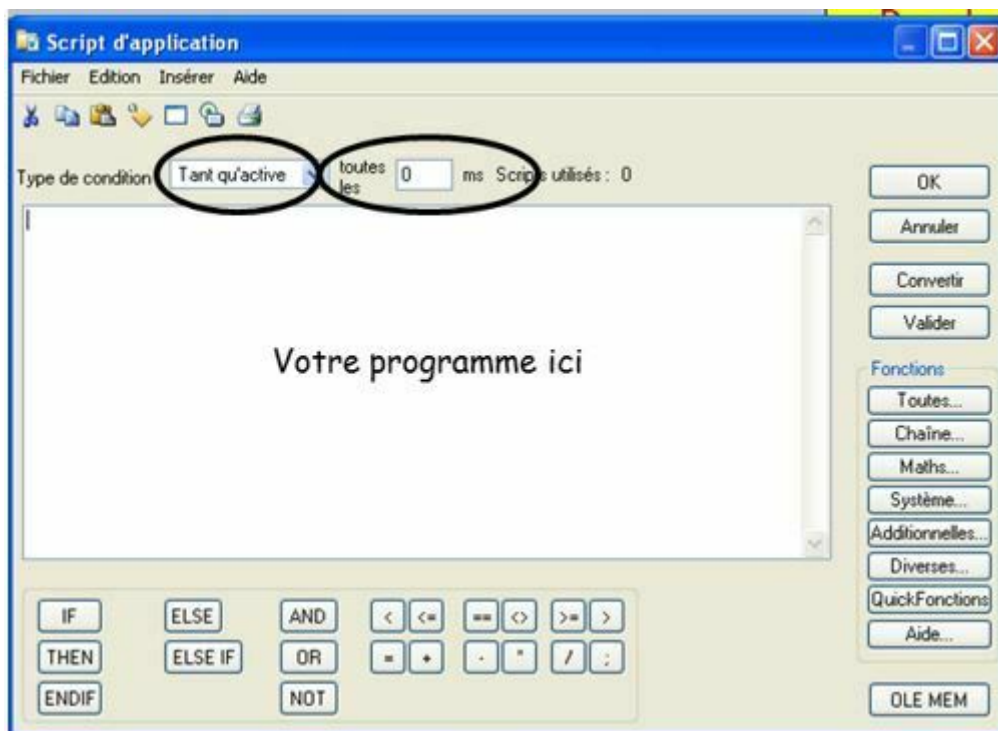 Script d'application
Fichier Edition Insérer Aide
Type de condition Tant qu'active toutes les 0 ms Scripts utilisés : 0
OK
Annuler
Convertir
Valider
Votre programme ici
Fonctions
Toutes...
Chaîne...
Maths...
Système...
Additionnelles...
Diverses...
QuickFonctions
Aide...
IF ELSE AND < <= == <> >= >
THEN ELSE IF OR = + - * / ;
ENDIF NOT
OLE MEM